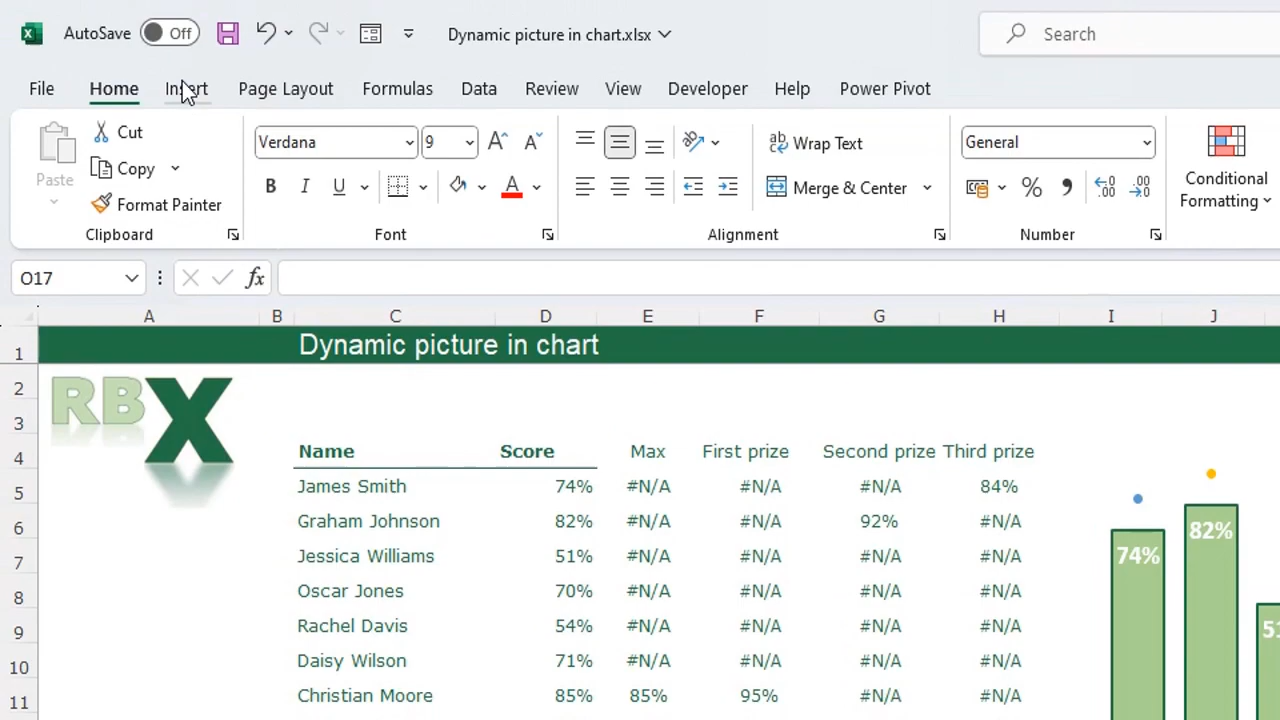 AutoSave Off Dynamic picture in chart.xlsx Search
File Home Insert Page Layout Formulas Data Review View Developer Help Power Pivot
Paste Cut Copy Format Painter
Clipboard
Verdana 9
B I U A
Font
ab Wrap Text
Merge & Center
Alignment
General
%
Number
Conditional
Formatting
O17 fx
A B C D E F G H I J
1 Dynamic picture in chart
2 RBX
3
4 Name Score Max First prize Second prize Third prize
5 James Smith 74% #N/A #N/A #N/A 84%
6 Graham Johnson 82% #N/A #N/A 92% #N/A
7 Jessica Williams 51% #N/A #N/A #N/A #N/A
8 Oscar Jones 70% #N/A #N/A #N/A #N/A
9 Rachel Davis 54% #N/A #N/A #N/A #N/A
10 Daisy Wilson 71% #N/A #N/A #N/A #N/A
11 Christian Moore 85% 85% 95% #N/A #N/A
74% 82%